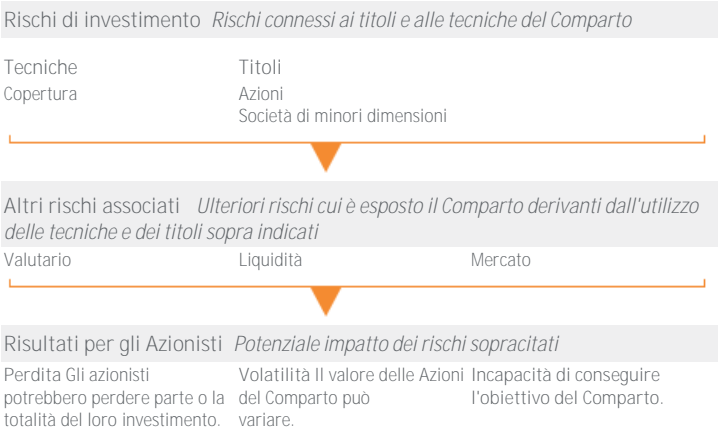 Rischi di investimento Rischi connessi ai titoli e alle tecniche del Comparto
Tecniche
Copertura
Titoli
Azioni
Società di minori dimensioni
Altri rischi associati Ulteriori rischi cui è esposto il Comparto derivanti dall'utilizzo
delle tecniche e dei titoli sopra indicati
Valutario
Liquidità
Mercato
Risultati per gli Azionisti Potenziale impatto dei rischi sopracitati
Perdita Gli azionisti
potrebbero perdere parte o la
totalità del loro investimento.
Volatilità Il valore delle Azioni
del Comparto può
variare.
Incapacità di conseguire
l'obiettivo del Comparto.